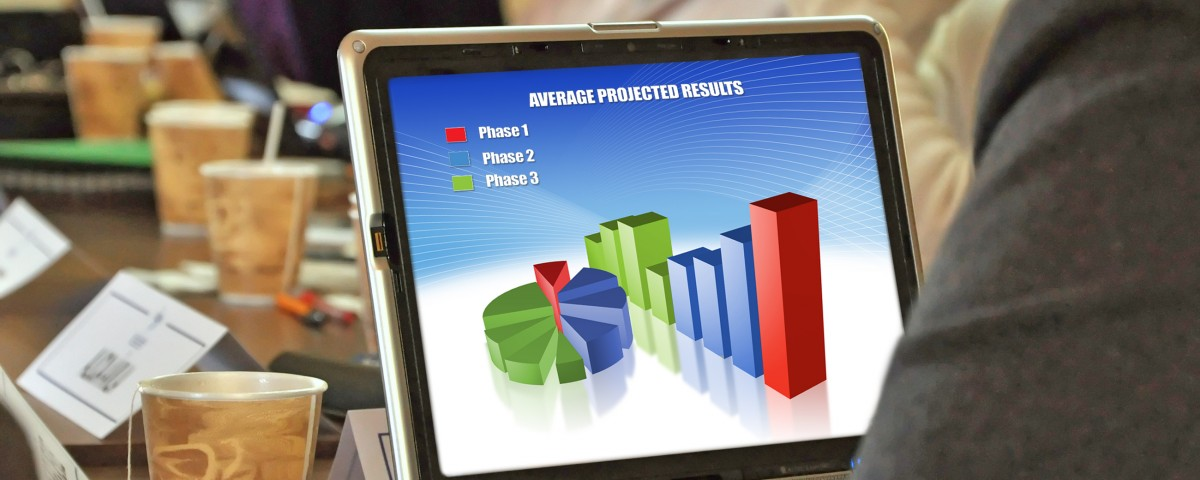 AVERAGE PROJECTED RESULTS
Phase 1
Phase 2
Phase 3